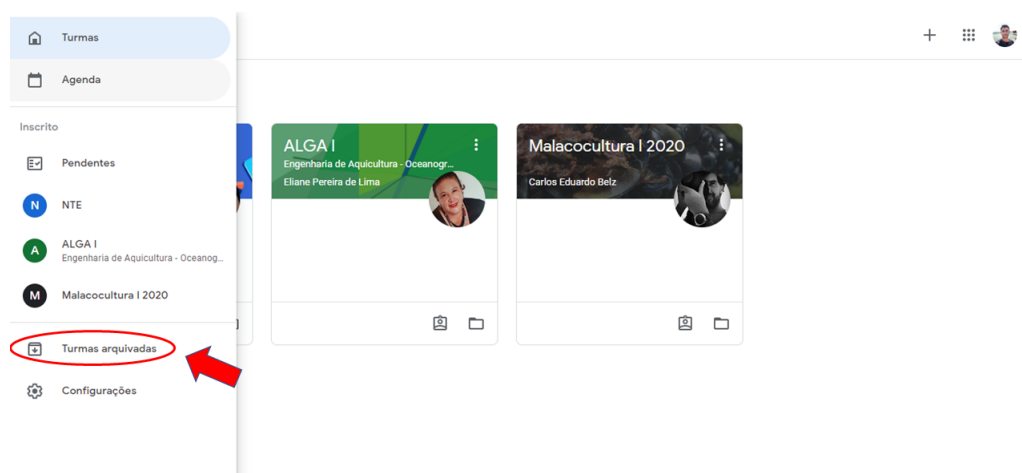 Turmas
Agenda
Inscrito
Pendentes
N NTE
A ALGA I
Engenharia de Aquicultura - Oceanog...
M Malacocultura I 2020
Turmas arquivadas
Configurações
ALGA I
Engenharia de Aquicultura - Oceanogr...
Eliane Pereira de Lima
Malacocultura I 2020
Carlos Eduardo Belz